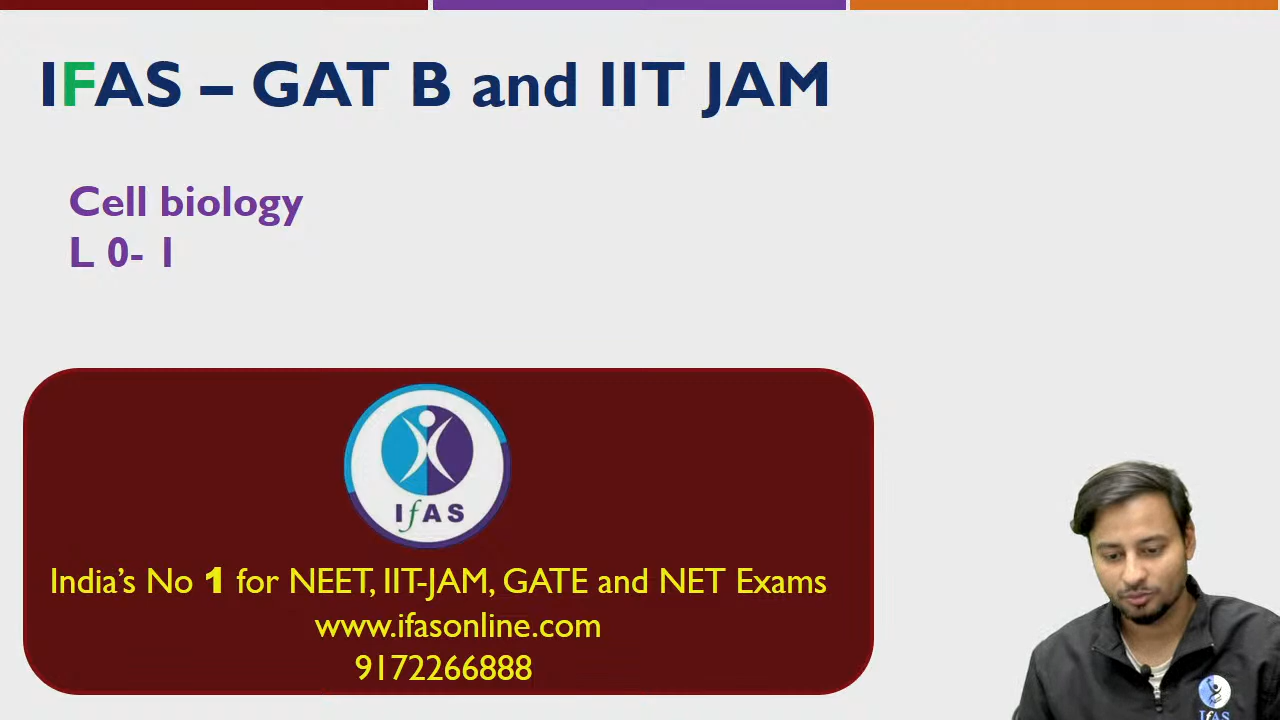 IFAS – GAT B and IIT JAM
Cell biology
L 0- 1
IfAS
India's No 1 for NEET, IIT-JAM, GATE and NET Exams
www.ifasonline.com
9172266888
IfAS